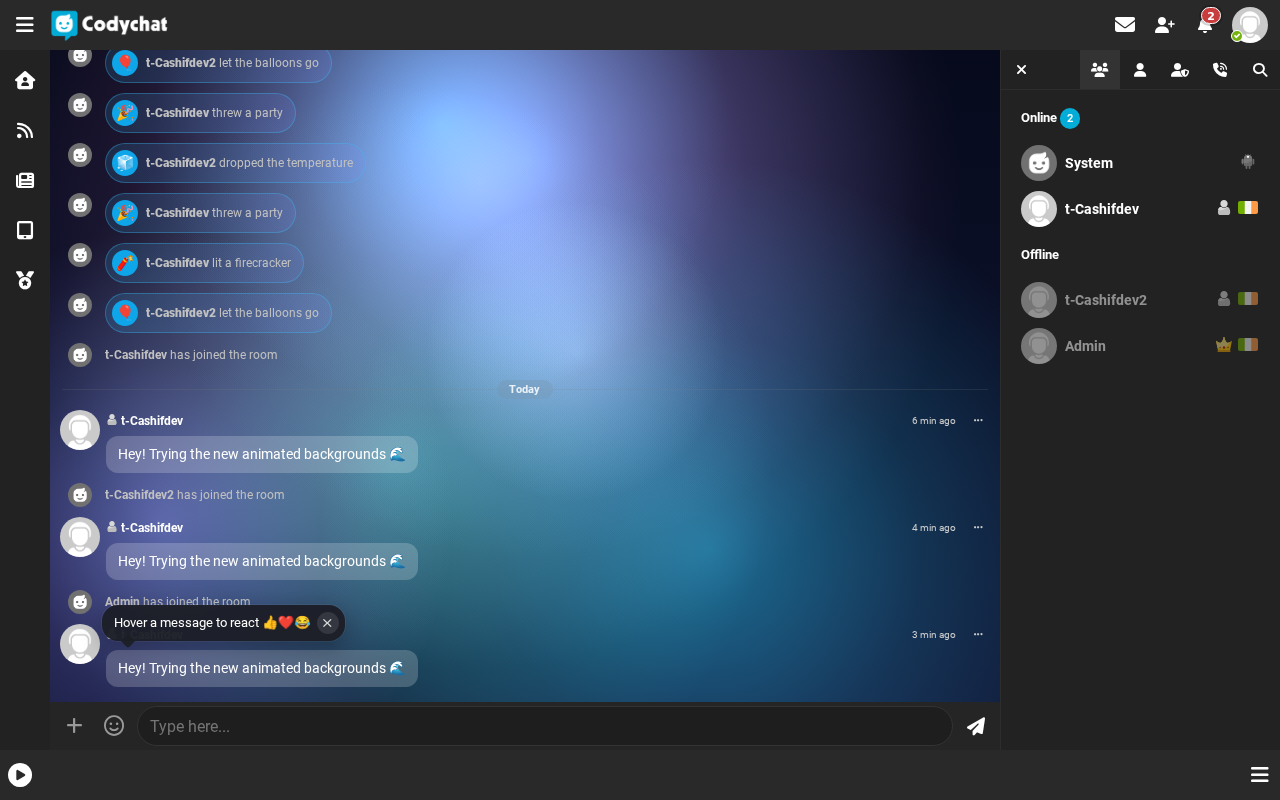 Codychat
2
t-Cashifdev2 let the balloons go
t-Cashifdev threw a party
t-Cashifdev2 dropped the temperature
t-Cashifdev threw a party
t-Cashifdev lit a firecracker
t-Cashifdev2 let the balloons go
t-Cashifdev has joined the room
Today
t-Cashifdev
6 min ago
Hey! Trying the new animated backgrounds 🌊
t-Cashifdev2 has joined the room
t-Cashifdev
4 min ago
Hey! Trying the new animated backgrounds 🌊
Admin has joined the room
Hover a message to react 👍❤️😂
3 min ago
Hey! Trying the new animated backgrounds 🌊
Type here...
Online 2
System
t-Cashifdev
Offline
t-Cashifdev2
Admin